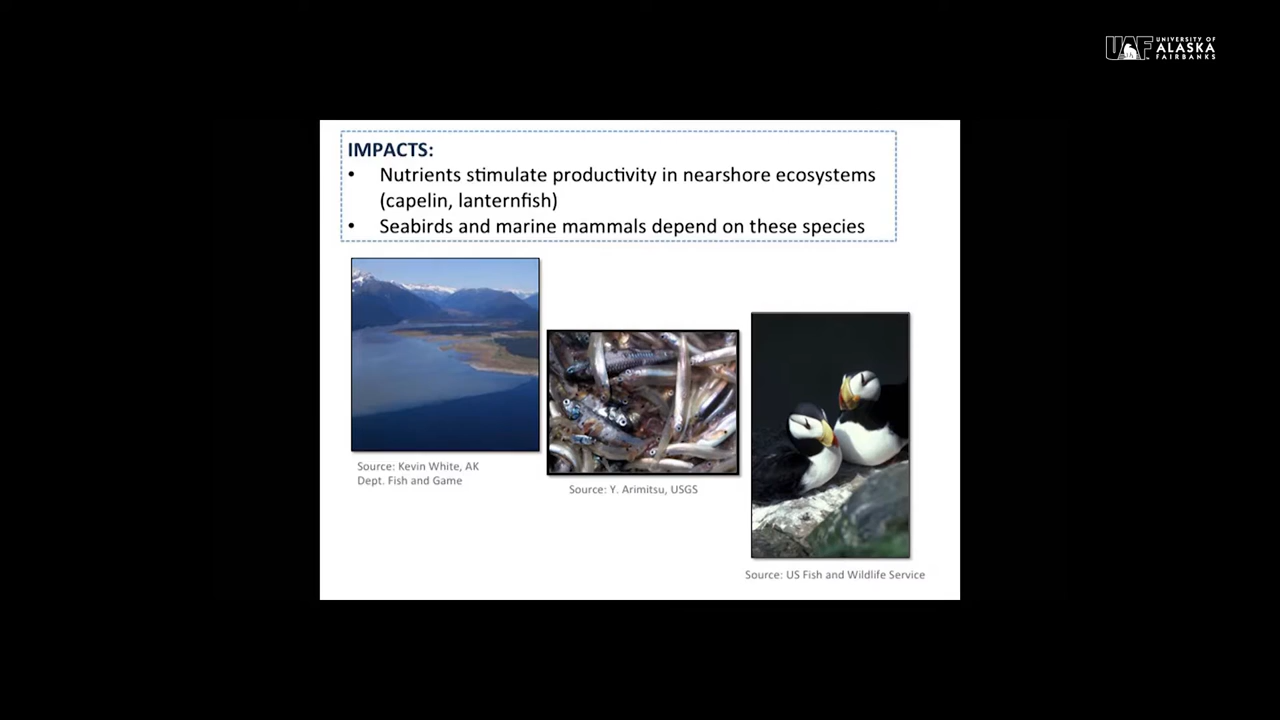 UAF UNIVERSITY OF
ALASKA
FAIRBANKS
IMPACTS:
• Nutrients stimulate productivity in nearshore ecosystems
(capelin, lanternfish)
• Seabirds and marine mammals depend on these species
Source: Kevin White, AK
Dept. Fish and Game
Source: Y. Arimitsu, USGS
Source: US Fish and Wildlife Service